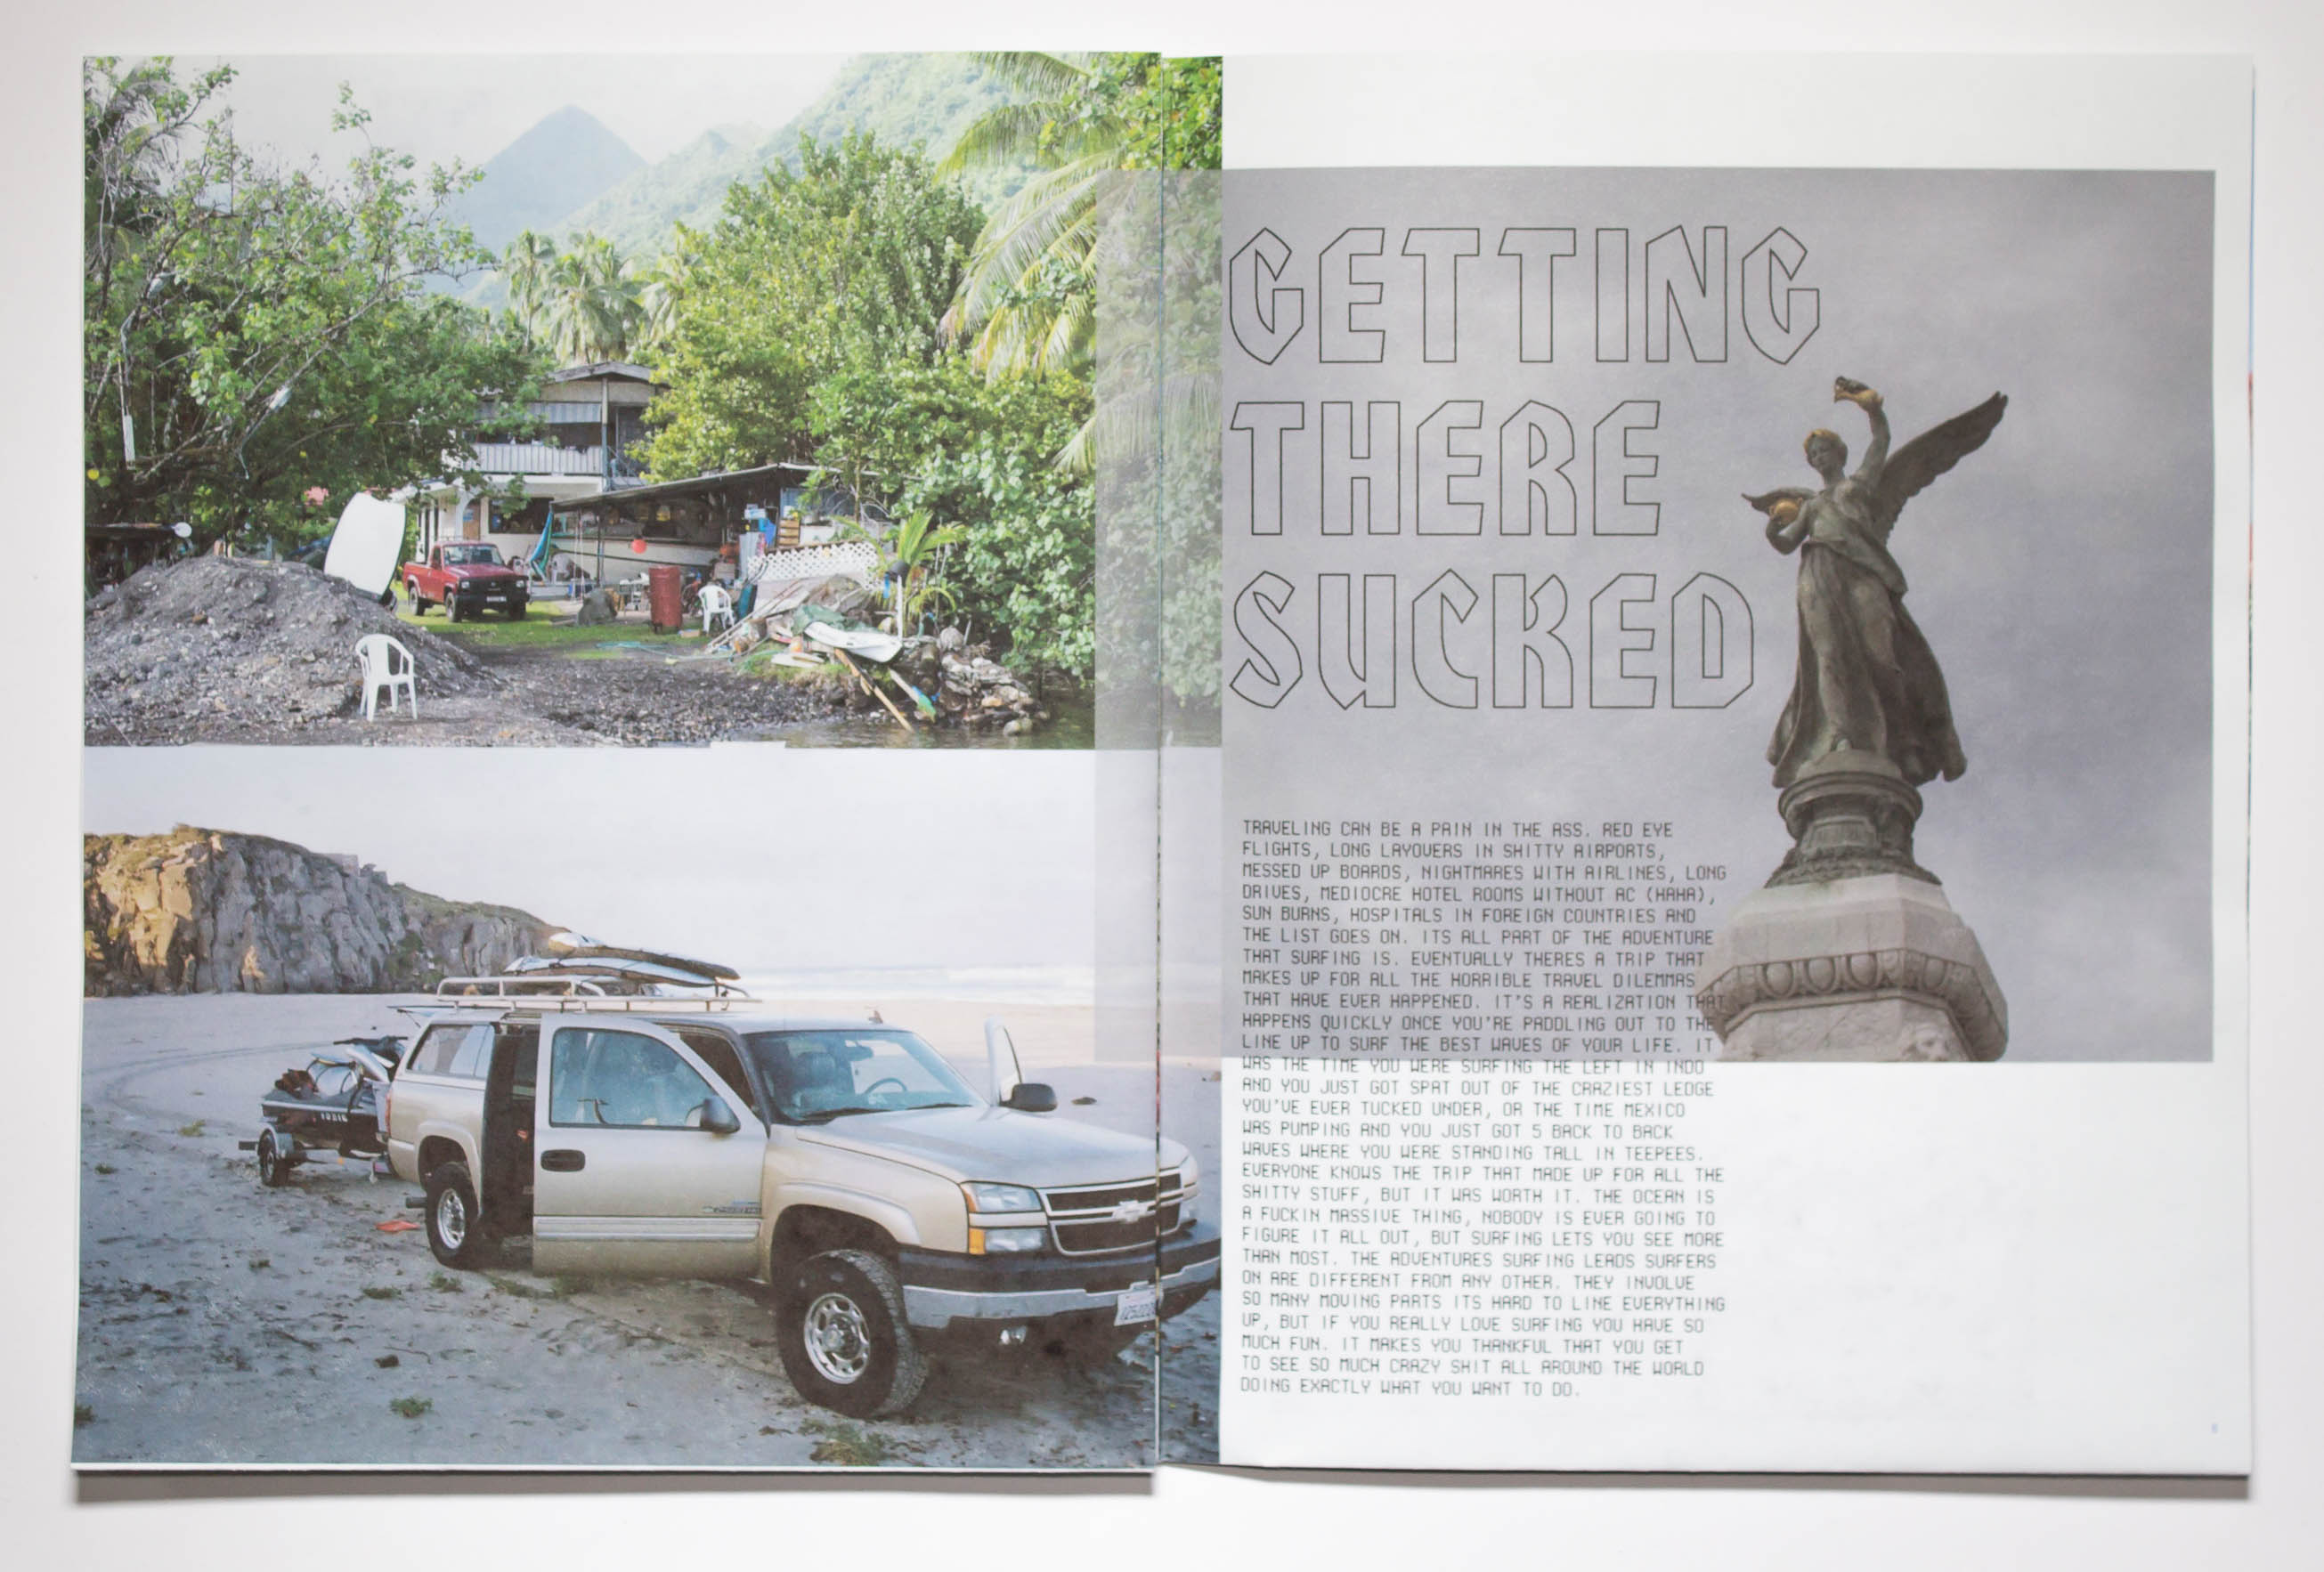 GETTING
THERE
SUCKED
TRAVELING CAN BE A PAIN IN THE ASS. RED EYE
FLIGHTS, LONG LAYOVERS IN SHITTY AIRPORTS,
MESSED UP BOARDS, NIGHTMARES WITH AIRLINES, LONG
DRIVES, MEDIOCRE HOTEL ROOMS WITHOUT AC (HAHA),
SUN BURNS, HOSPITALS IN FOREIGN COUNTRIES AND
THE LIST GOES ON. ITS ALL PART OF THE ADVENTURE
THAT SURFING IS. EVENTUALLY THERES A TRIP THAT
MAKES UP FOR ALL THE HORRIBLE TRAVEL DILEMMAS
THAT HAVE EVER HAPPENED. IT'S A REALIZATION THAT
HAPPENS QUICKLY ONCE YOU'RE PADDLING OUT TO THE
LINE UP TO SURF THE BEST WAVES OF YOUR LIFE. IT
WAS THE TIME YOU WERE SURFING THE LEFT IN INDO
AND YOU JUST GOT SPAT OUT OF THE CRAZIEST LEDGE
YOU'VE EVER TUCKED UNDER, OR THE TIME MEXICO
WAS PUMPING AND YOU JUST GOT 5 BACK TO BACK
WAVES WHERE YOU WERE STANDING TALL IN TEEPEES.
EVERYONE KNOWS THE TRIP THAT MADE UP FOR ALL THE
SHITTY STUFF, BUT IT WAS WORTH IT. THE OCEAN IS
A FUCKIN MASSIVE THING, NOBODY IS EVER GOING TO
FIGURE IT ALL OUT, BUT SURFING LETS YOU SEE MORE
THAN MOST. THE ADVENTURES SURFING LEADS SURFERS
ON ARE DIFFERENT FROM ANY OTHER. THEY INVOLVE
SO MANY MOVING PARTS ITS HARD TO LINE EVERYTHING
UP, BUT IF YOU REALLY LOVE SURFING YOU HAVE SO
MUCH FUN. IT MAKES YOU THANKFUL THAT YOU GET
TO SEE SO MUCH CRAZY SHIT ALL AROUND THE WORLD
DOING EXACTLY WHAT YOU WANT TO DO.